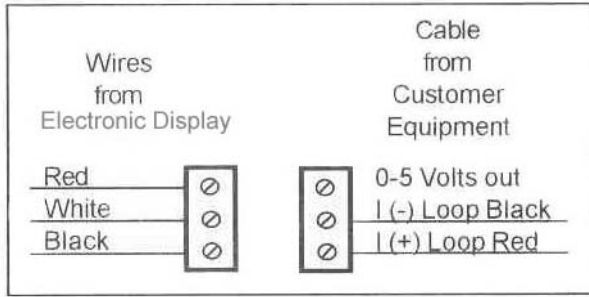 Wires
from
Electronic Display
Red
White
Black
Cable
from
Customer
Equipment
0-5 Volts out
I (-) Loop Black
I (+) Loop Red